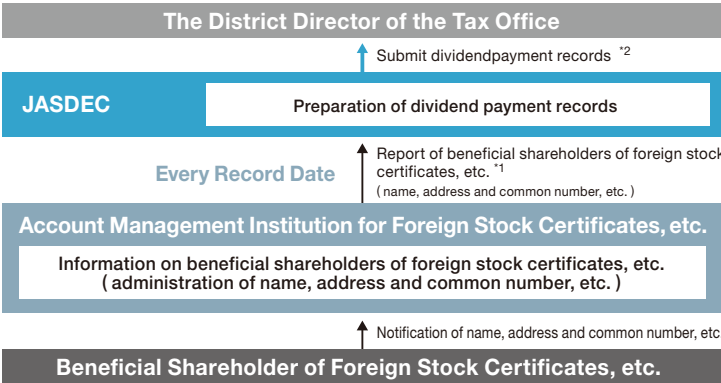 The District Director of the Tax Office
Submit dividendpayment records *2
JASDEC
Preparation of dividend payment records
Every Record Date
Report of beneficial shareholders of foreign stock
certificates, etc. *1
( name, address and common number, etc. )
Account Management Institution for Foreign Stock Certificates, etc.
Information on beneficial shareholders of foreign stock certificates, etc.
( administration of name, address and common number, etc. )
Notification of name, address and common number, etc
Beneficial Shareholder of Foreign Stock Certificates, etc.